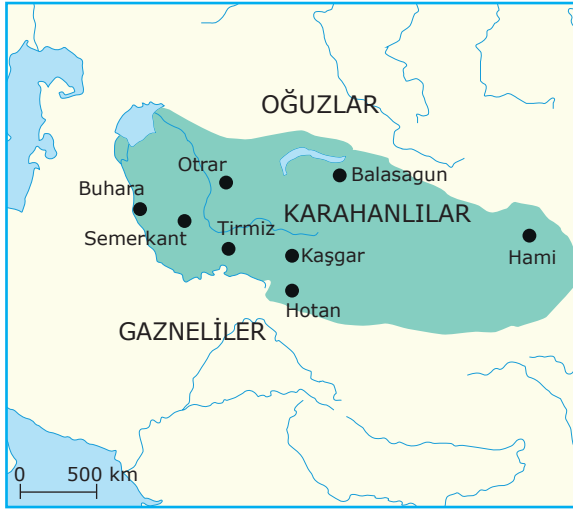 OĞUZLAR
Otrar
Balasagun
Buhara
KARAHANLILAR
Semerkant
Tirmiz
Kaşgar
Hami
Hotan
GAZNELİLER
0 500 km